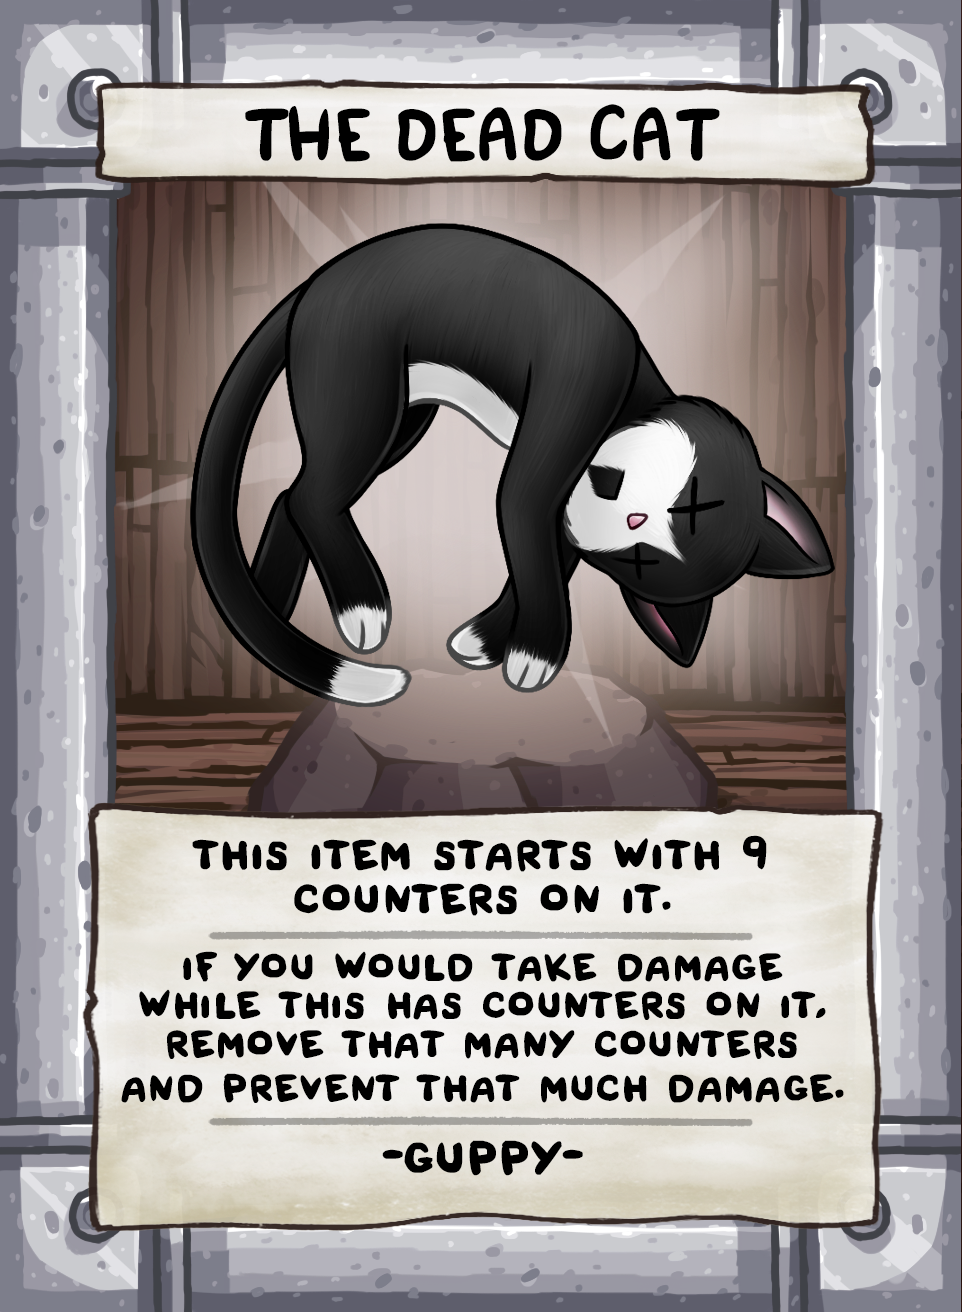 THE DEAD CAT
THIS ITEM STARTS WITH 9
COUNTERS ON IT.
IF YOU WOULD TAKE DAMAGE
WHILE THIS HAS COUNTERS ON IT,
REMOVE THAT MANY COUNTERS
AND PREVENT THAT MUCH DAMAGE.
-GUPPY-